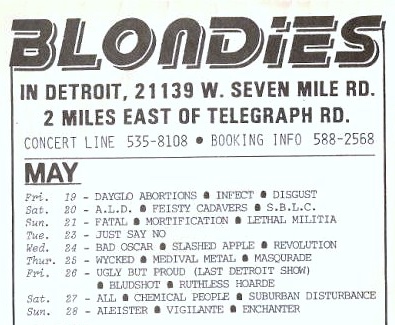 BLONDIES
IN DETROIT, 21139 W. SEVEN MILE RD.
2 MILES EAST OF TELEGRAPH RD.
CONCERT LINE 535-8108 • BOOKING INFO 588-2568
MAY
Fri. 19 - DAYGLO ABORTIONS • INFECT • DISGUST
Sat. 20 - A.L.D. • FEISTY CADAVERS • S.B.L.C.
Sun. 21 - FATAL • MORTIFICATION • LETHAL MILITIA
Tue. 23 - JUST SAY NO
Wed. 24 - BAD OSCAR • SLASHED APPLE • REVOLUTION
Thur. 25 - WYCKED • MEDIVAL METAL • MASQURADE
Fri. 26 - UGLY BUT PROUD (LAST DETROIT SHOW)
• BLUDSHOT • RUTHLESS HOARDE
Sat. 27 - ALL • CHEMICAL PEOPLE • SUBURBAN DISTURBANCE
Sun. 28 - ALEISTER • VIGILANTE • ENCHANTER